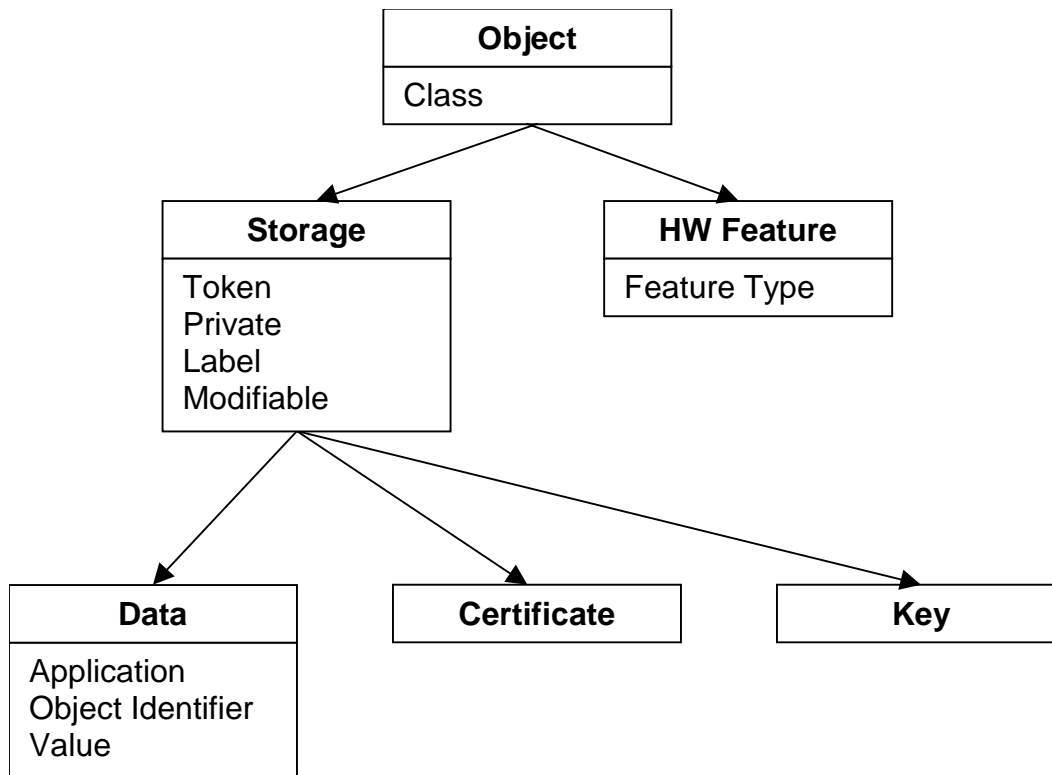 Object
Class
Storage
Token
Private
Label
Modifiable
HW Feature
Feature Type
Data
Application
Object Identifier
Value
Certificate
Key